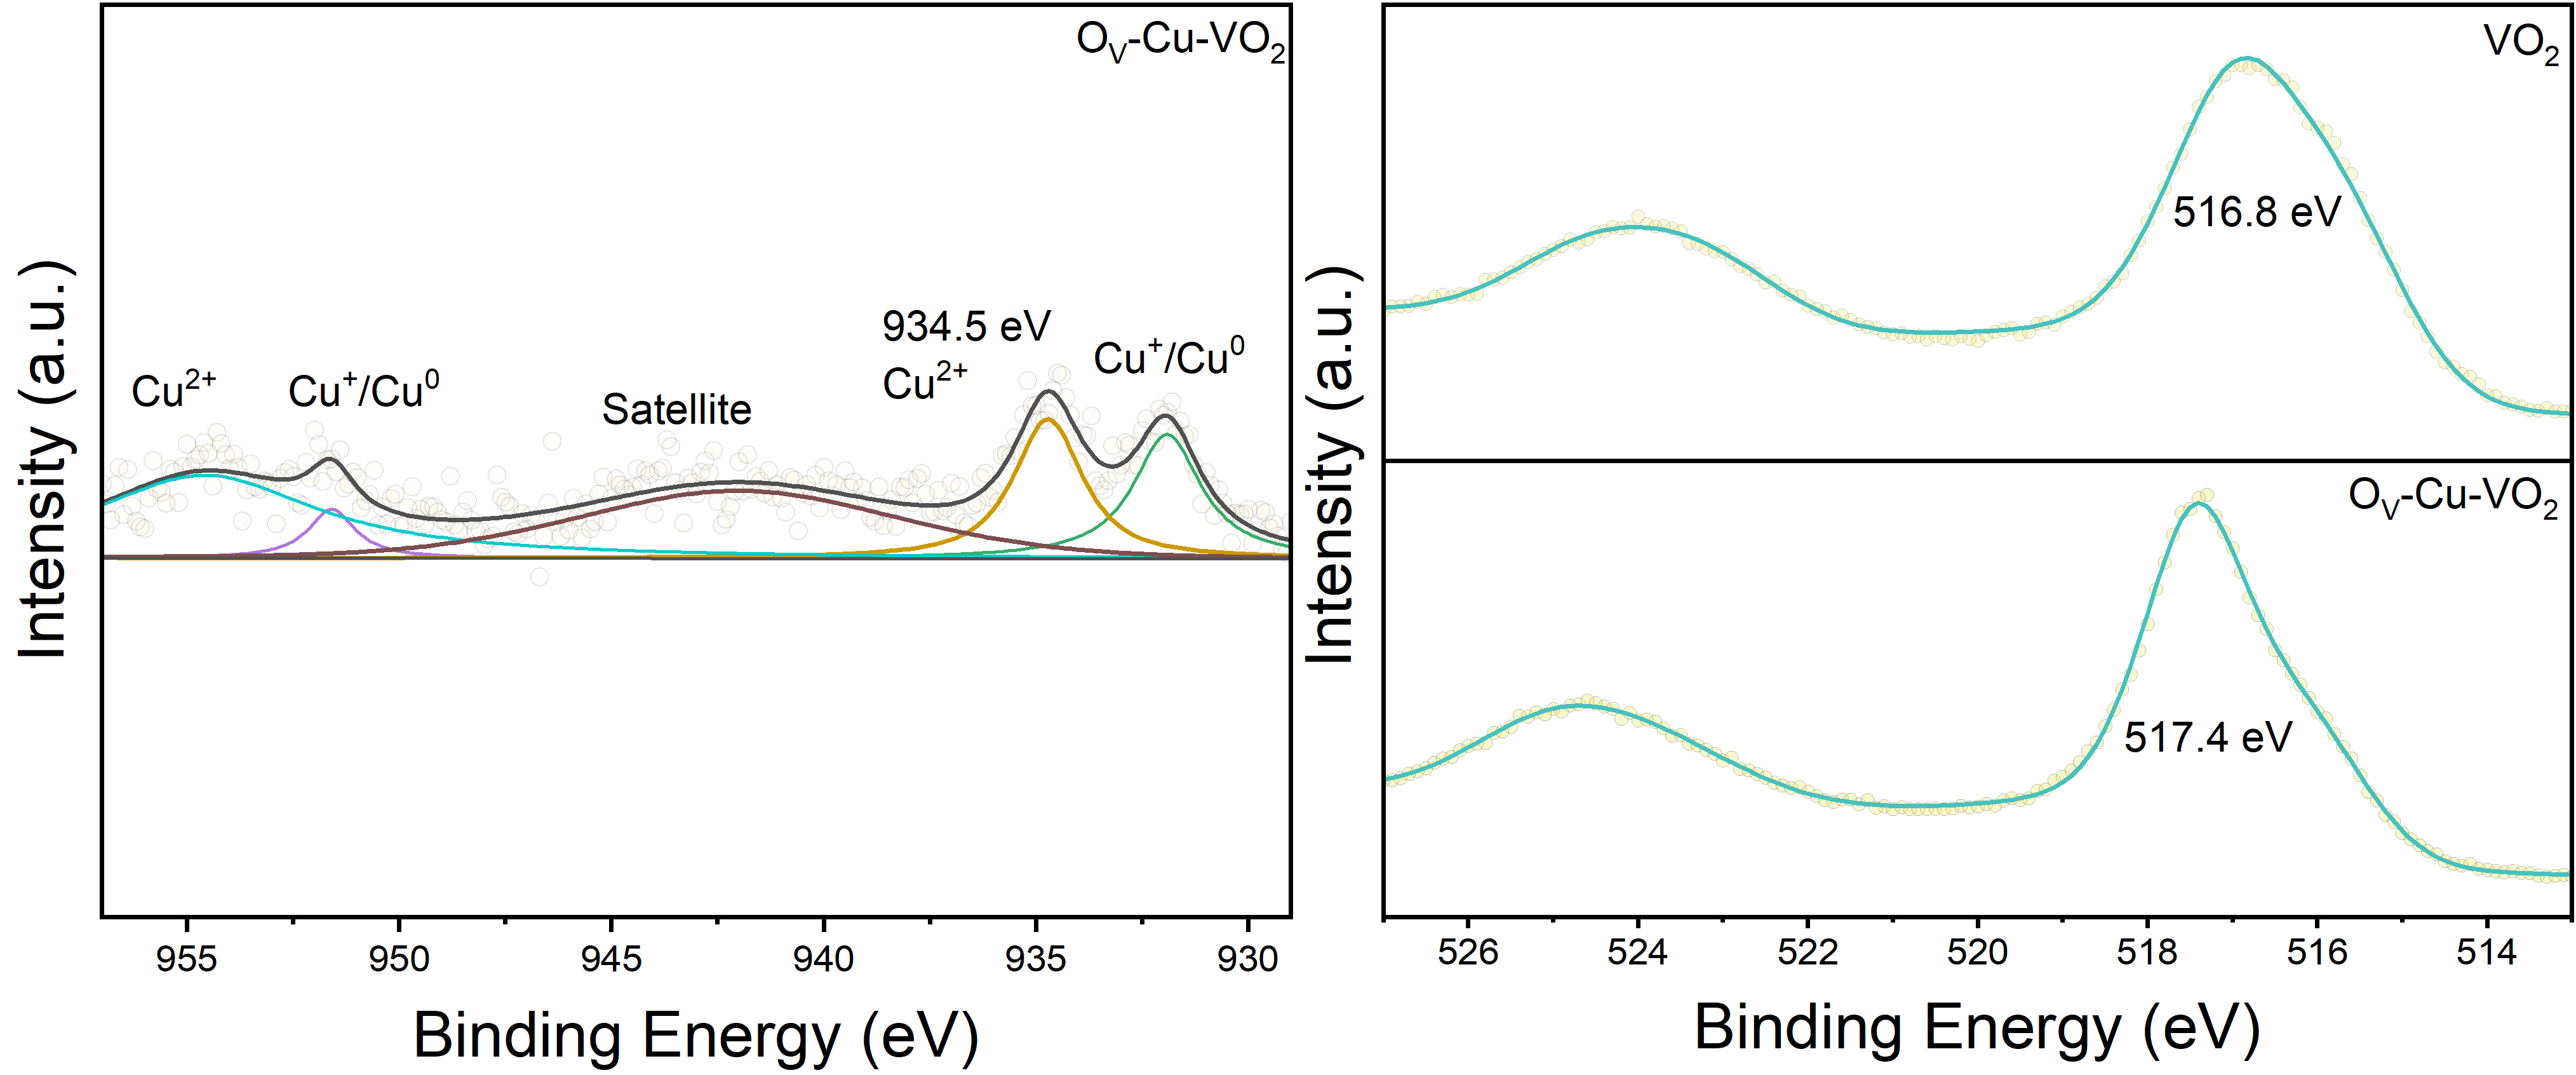 O_V-Cu-VO_2
934.5 eV
Cu^2+
Cu^+/Cu^0
Cu^2+
Cu^+/Cu^0
Satellite
Intensity (a.u.)
955 950 945 940 935 930
Binding Energy (eV)
VO_2
516.8 eV
O_V-Cu-VO_2
517.4 eV
Intensity (a.u.)
526 524 522 520 518 516 514
Binding Energy (eV)